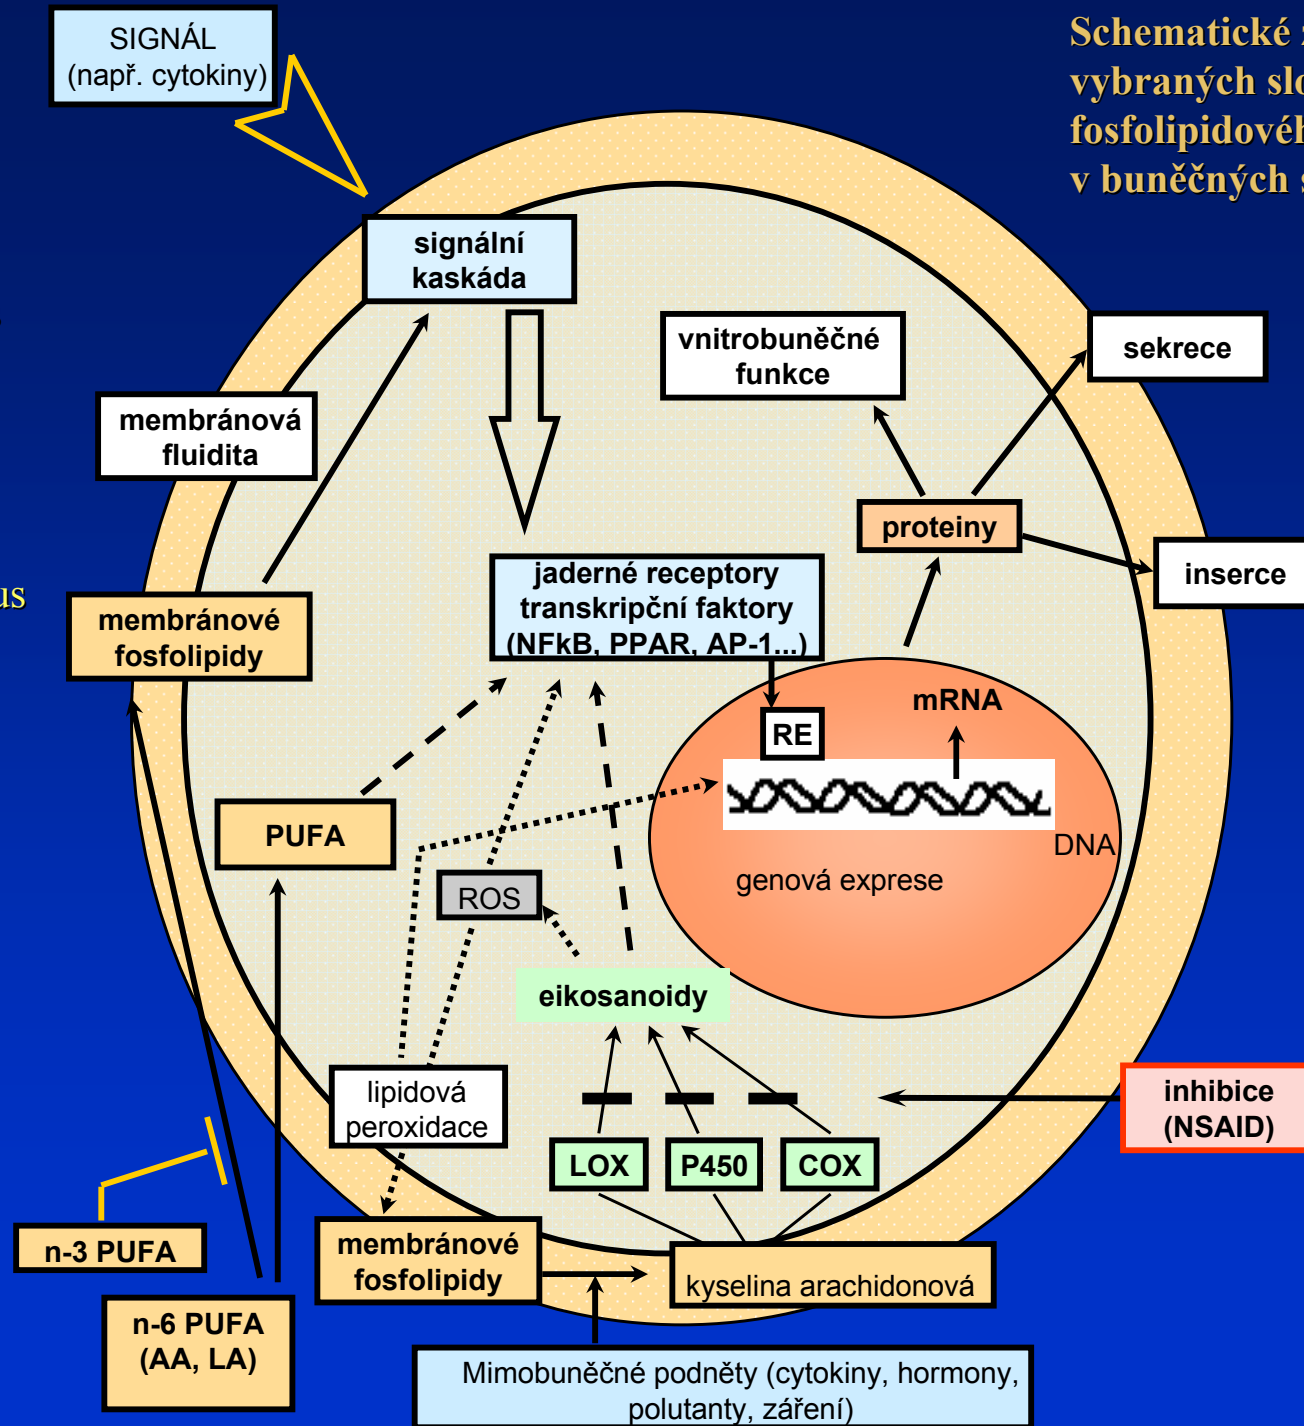 SIGNÁL
(např. cytokiny)
Schematické
vybraných
v buněčných
signální
kaskáda
vnitrobuněčné
funkce
sekrece
membránová
fluidita
proteiny
inserce
jaderné receptory
transkripční faktory
(NFkB, PPAR, AP-1...)
membránové
fosfolipidy
mRNA
RE
PUFA
DNA
genová exprese
ROS
eikosanoidy
lipidová
peroxidace
inhibice
(NSAID)
LOX
P450
COX
n-3 PUFA
membránové
fosfolipidy
kyselina arachidonová
n-6 PUFA
(AA, LA)
Mimobuněčné podněty (cytokiny, hormony,
polutanty, záření)